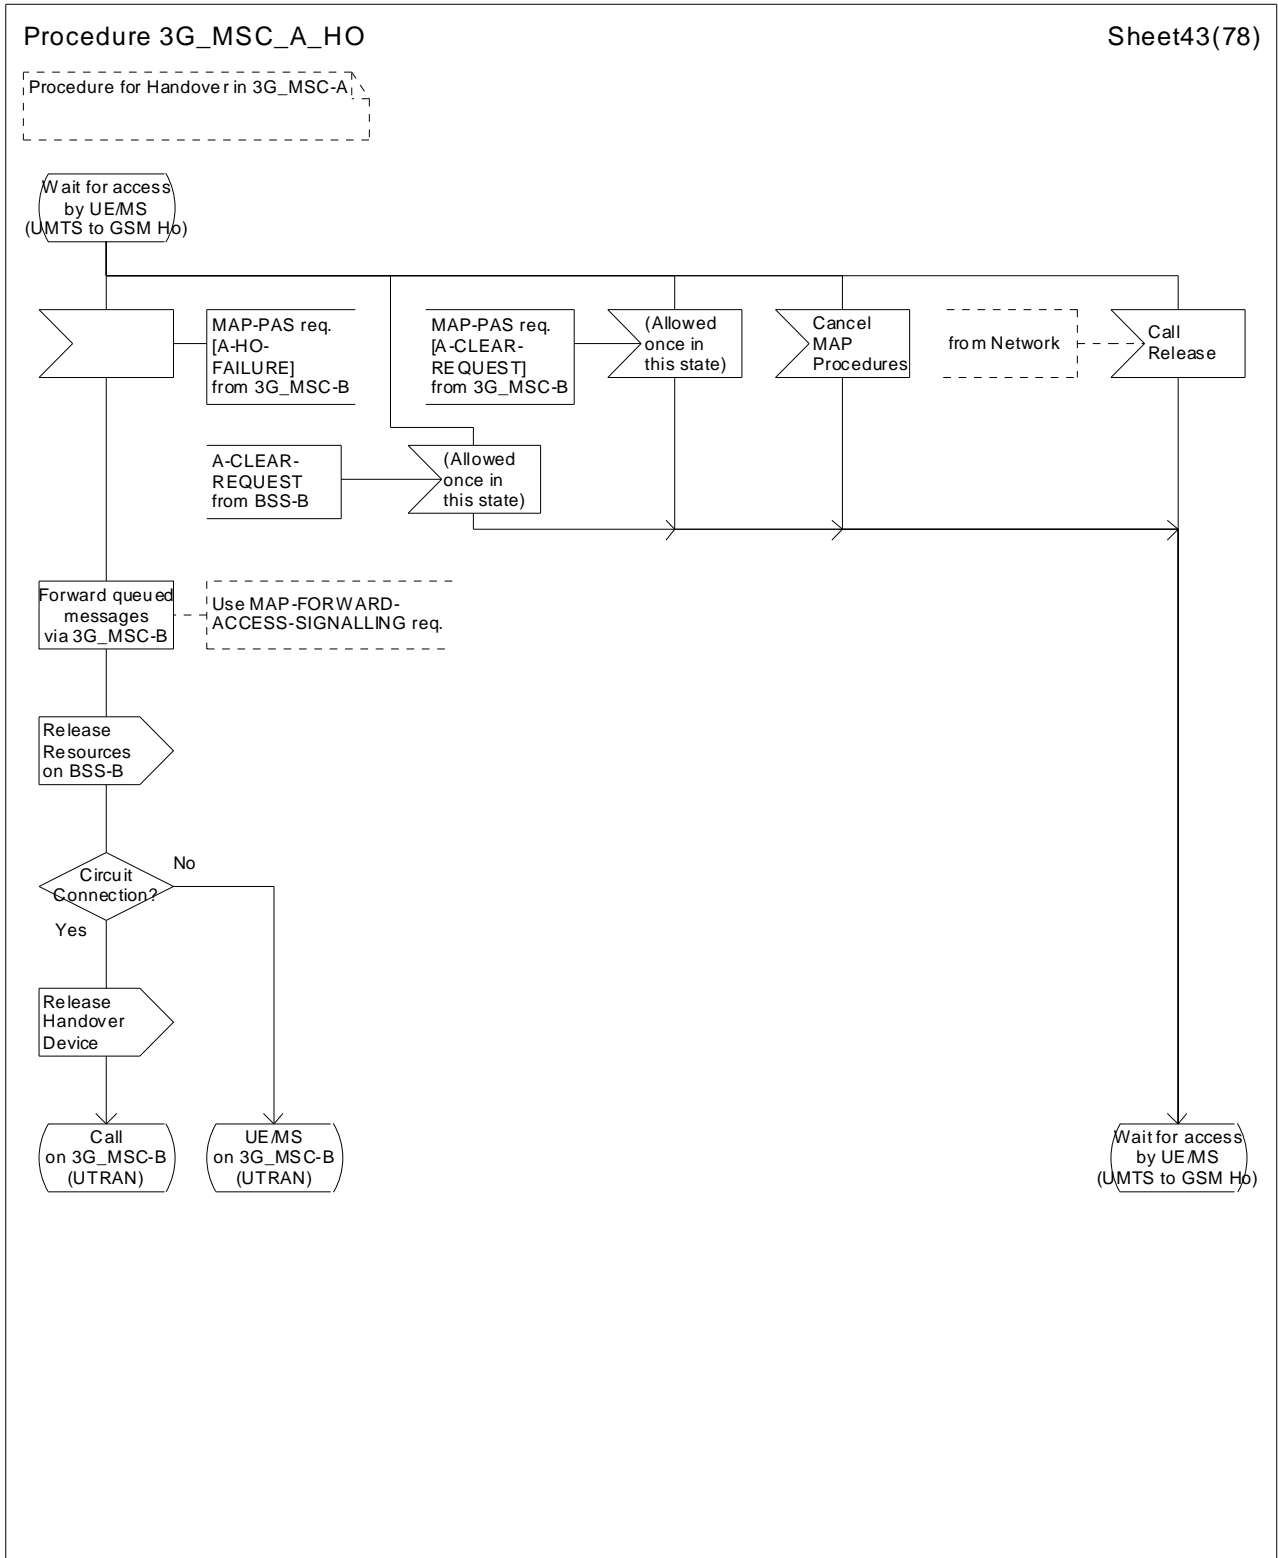 Procedure 3G_MSC_A_HO
Sheet43(78)
Procedure for Handover in 3G_MSC-A
Wait for access
by UE/MS
(UMTS to GSM Ho)
MAP-PAS req.
[A-HO-
FAILURE]
from 3G_MSC-B
MAP-PAS req.
[A-CLEAR-
REQUEST]
from 3G_MSC-B
(Allowed
once in
this state)
Cancel
MAP
Procedures
from Network
Call
Release
A-CLEAR-
REQUEST
from BSS-B
(Allowed
once in
this state)
Forward queued
messages
via 3G_MSC-B
Use MAP-FORWARD-
ACCESS-SIGNALLING req.
Release
Resources
on BSS-B
Circuit
Connection?
No
Yes
Release
Handover
Device
Call
on 3G_MSC-B
(UTRAN)
UE/MS
on 3G_MSC-B
(UTRAN)
Wait for access
by UE/MS
(UMTS to GSM Ho)